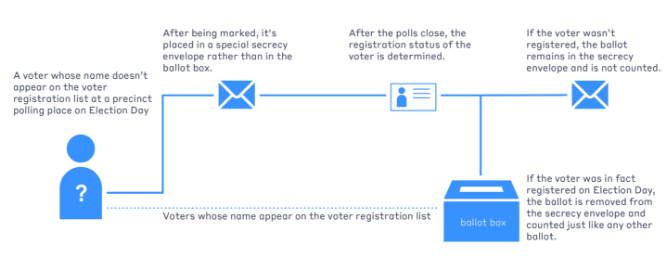 After being marked, it's
placed in a special secrecy
envelope rather than in the
ballot box.
After the polls close, the
registration status of the
voter is determined.
If the voter wasn't
registered, the ballot
remains in the secrecy
envelope and is not counted.
A voter whose name doesn't
appear on the voter
registration list at a precinct
polling place on Election Day
?
Voters whose name appear on the voter registration list
ballot box
If the voter was in fact
registered on Election Day,
the ballot is removed from
the secrecy envelope and
counted just like any other
ballot.